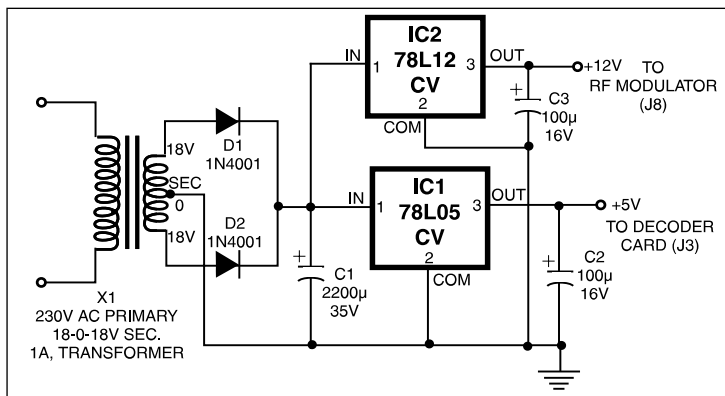 IC2
78L12
CV
IN
1
3
OUT
2
COM
+12V
TO
RF MODULATOR
(J8)
+
C3
100µ
16V
18V
D1
1N4001
SEC
0
D2
1N4001
18V
IN
1
IC1
78L05
CV
3
OUT
2
COM
+5V
TO DECODER
CARD (J3)
+
C1
2200µ
35V
+
C2
100µ
16V
X1
230V AC PRIMARY
18-0-18V SEC.
1A, TRANSFORMER